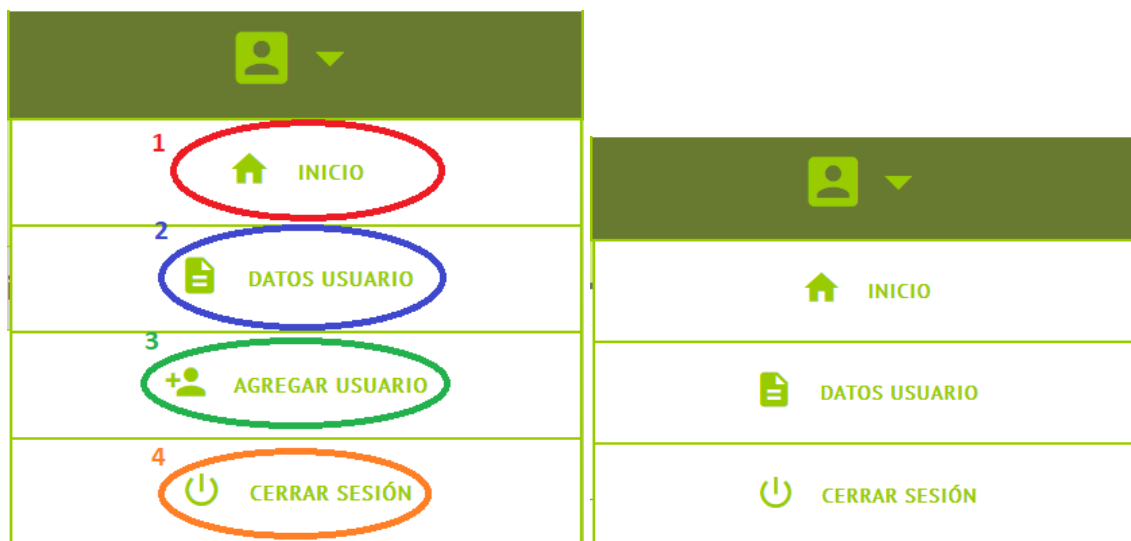 1
INICIO
2
DATOS USUARIO
3
AGREGAR USUARIO
4
CERRAR SESIÓN
INICIO
DATOS USUARIO
CERRAR SESIÓN